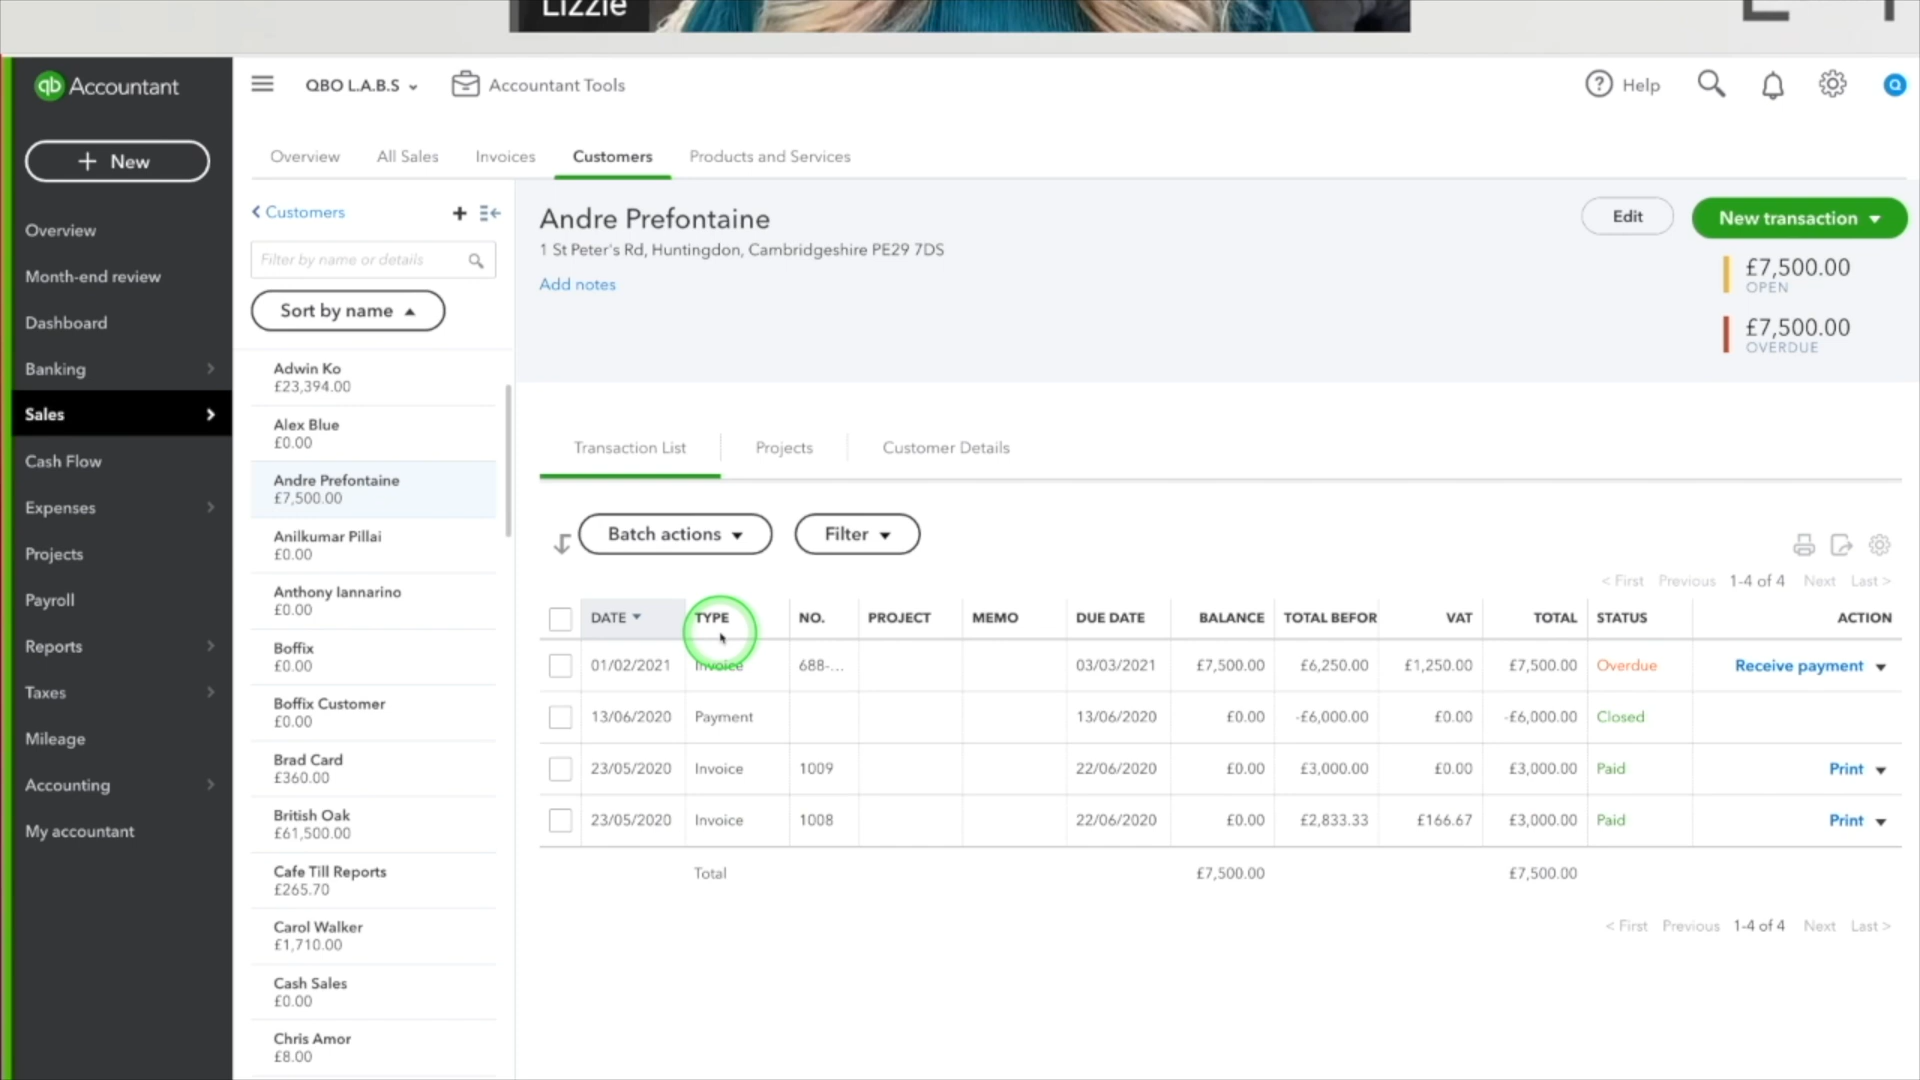 Lizzie
qb Accountant
QBO L.A.B.S
Accountant Tools
Help
Q
+ New
Overview
Month-end review
Dashboard
Banking
Sales
Cash Flow
Expenses
Projects
Payroll
Reports
Taxes
Mileage
Accounting
My accountant
Overview
All Sales
Invoices
Customers
Products and Services
Customers
Filter by name or details
Sort by name
Adwin Ko
£23,394.00
Alex Blue
£0.00
Andre Prefontaine
£7,500.00
Anilkumar Pillai
£0.00
Anthony Iannarino
£0.00
Boffix
£0.00
Boffix Customer
£0.00
Brad Card
£360.00
British Oak
£61,500.00
Cafe Till Reports
£265.70
Carol Walker
£1,710.00
Cash Sales
£0.00
Chris Amor
£8.00
Andre Prefontaine
1 St Peter's Rd, Huntingdon, Cambridgeshire PE29 7DS
Add notes
Edit
New transaction
£7,500.00
OPEN
£7,500.00
OVERDUE
Transaction List
Projects
Customer Details
Batch actions
Filter
< First Previous 1-4 of 4 Next Last >
DATE TYPE NO. PROJECT MEMO DUE DATE BALANCE TOTAL BEFOR VAT TOTAL STATUS ACTION
01/02/2021 Invoice 688-... 03/03/2021 £7,500.00 £6,250.00 £1,250.00 £7,500.00 Overdue Receive payment
13/06/2020 Payment 13/06/2020 £0.00 -£6,000.00 £0.00 -£6,000.00 Closed
23/05/2020 Invoice 1009 22/06/2020 £0.00 £3,000.00 £0.00 £3,000.00 Paid Print
23/05/2020 Invoice 1008 22/06/2020 £0.00 £2,833.33 £166.67 £3,000.00 Paid Print
Total £7,500.00 £7,500.00
< First Previous 1-4 of 4 Next Last >